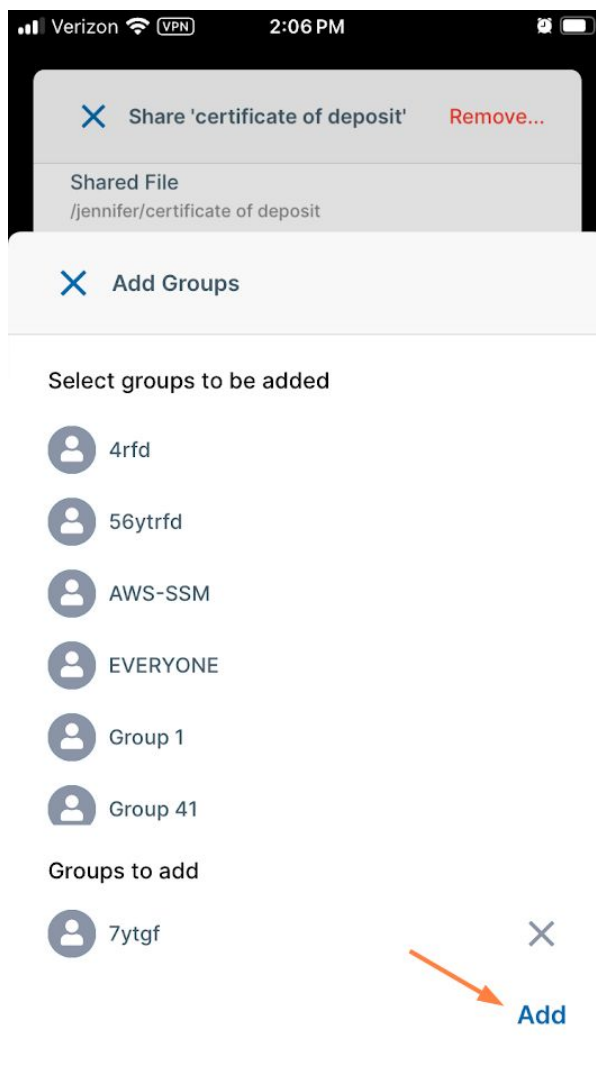 Verizon VPN 2:06 PM
Share 'certificate of deposit' Remove...
Shared File
/jennifer/certificate of deposit
Add Groups
Select groups to be added
4rfd
56ytrfd
AWS-SSM
EVERYONE
Group 1
Group 41
Groups to add
7ytgf
Add